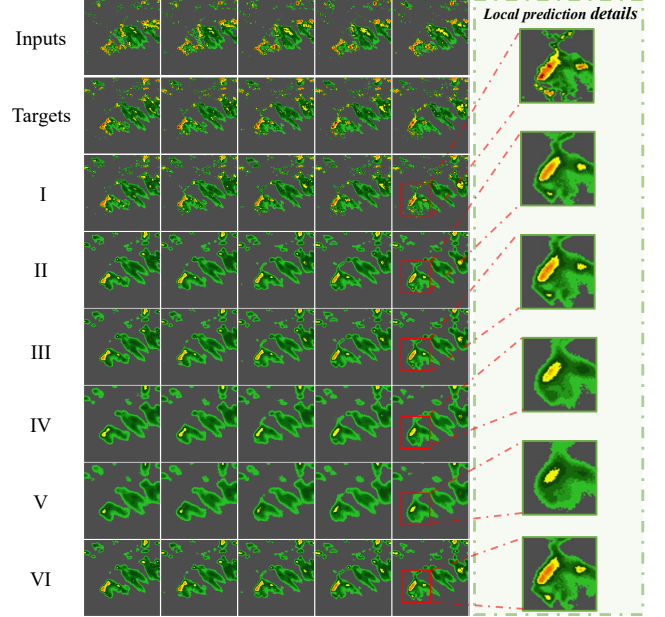 Local prediction details
Inputs
Targets
I
II
III
IV
V
VI